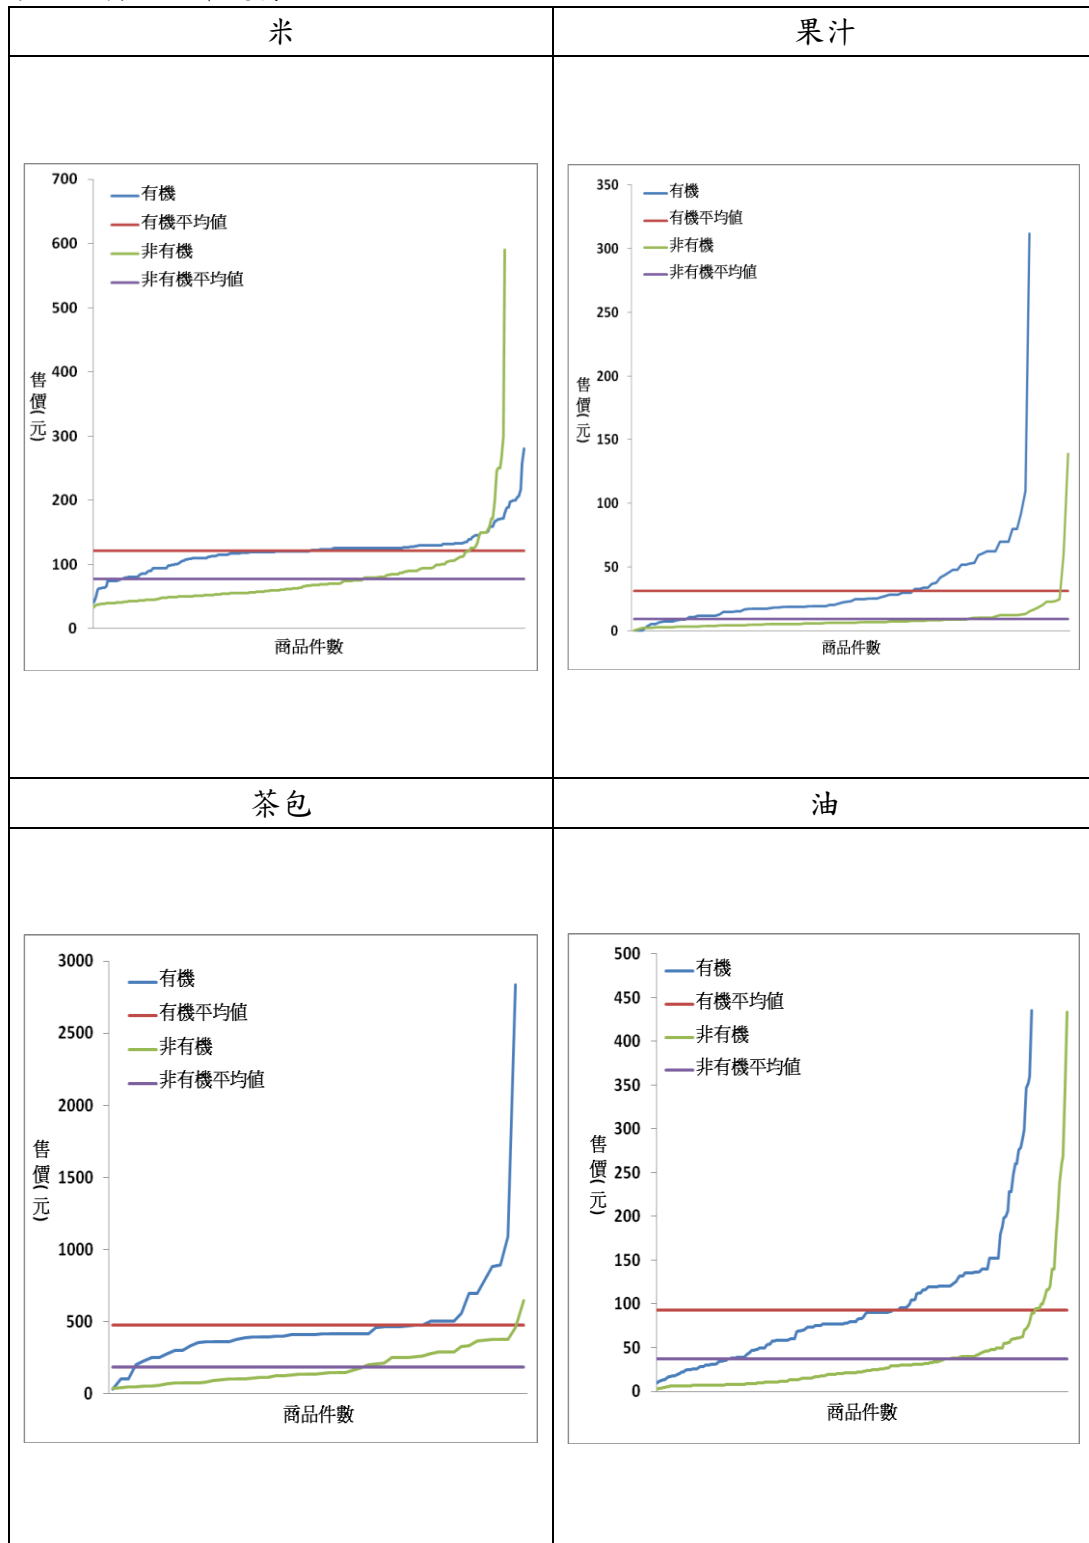 米
果汁
700
600
500
400
300
200
100
0
有機
有機平均值
非有機
非有機平均值
售價(元)
商品件數
350
300
250
200
150
100
50
0
有機
有機平均值
非有機
非有機平均值
售價(元)
商品件數
茶包
油
3000
2500
2000
1500
1000
500
0
有機
有機平均值
非有機
非有機平均值
售價(元)
商品件數
500
450
400
350
300
250
200
150
100
50
0
有機
有機平均值
非有機
非有機平均值
售價(元)
商品件數